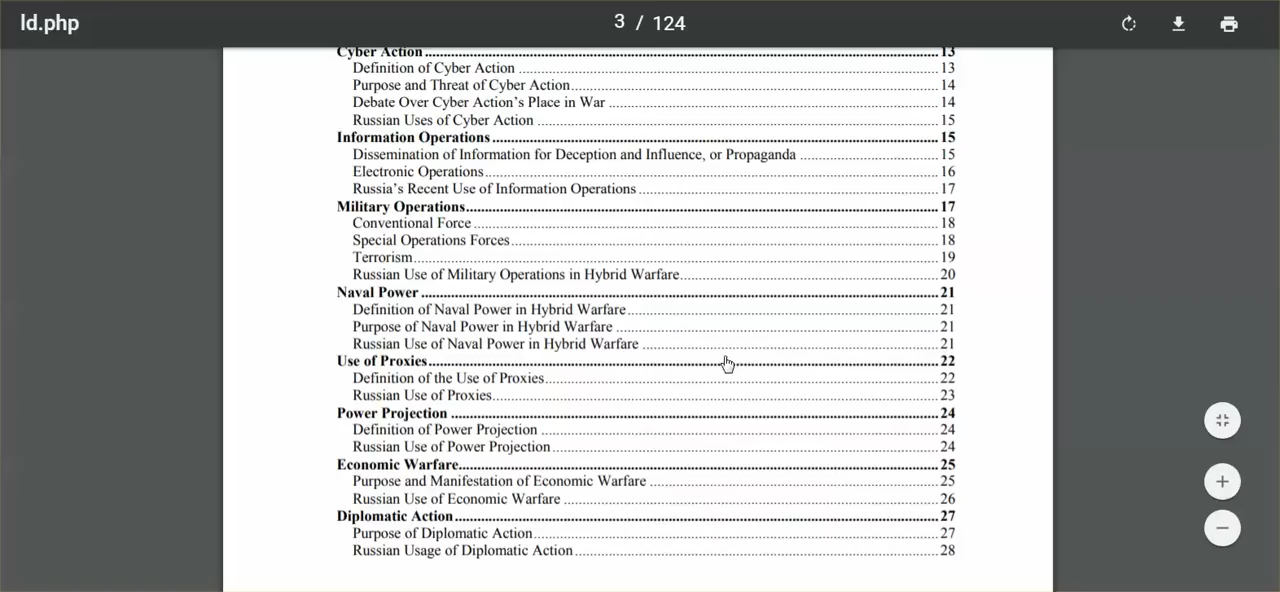 ld.php
3 / 124
Cyber Action 13
Definition of Cyber Action 13
Purpose and Threat of Cyber Action 14
Debate Over Cyber Action's Place in War 14
Russian Uses of Cyber Action 15
Information Operations 15
Dissemination of Information for Deception and Influence, or Propaganda 15
Electronic Operations 16
Russia's Recent Use of Information Operations 17
Military Operations 17
Conventional Force 18
Special Operations Forces 18
Terrorism 19
Russian Use of Military Operations in Hybrid Warfare 20
Naval Power 21
Definition of Naval Power in Hybrid Warfare 21
Purpose of Naval Power in Hybrid Warfare 21
Russian Use of Naval Power in Hybrid Warfare 21
Use of Proxies 22
Definition of the Use of Proxies 22
Russian Use of Proxies 23
Power Projection 24
Definition of Power Projection 24
Russian Use of Power Projection 24
Economic Warfare 25
Purpose and Manifestation of Economic Warfare 25
Russian Use of Economic Warfare 26
Diplomatic Action 27
Purpose of Diplomatic Action 27
Russian Usage of Diplomatic Action 28